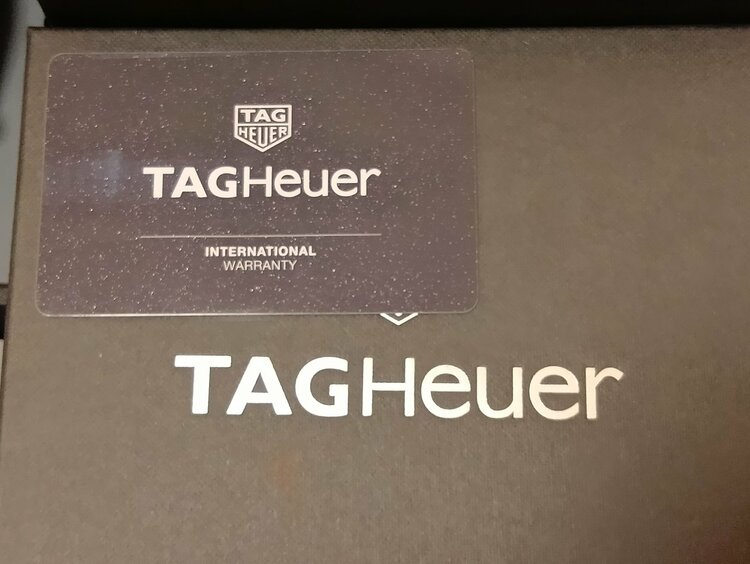 TAG
HEUER
TAGHeuer
INTERNATIONAL
WARRANTY
TAGHeuer